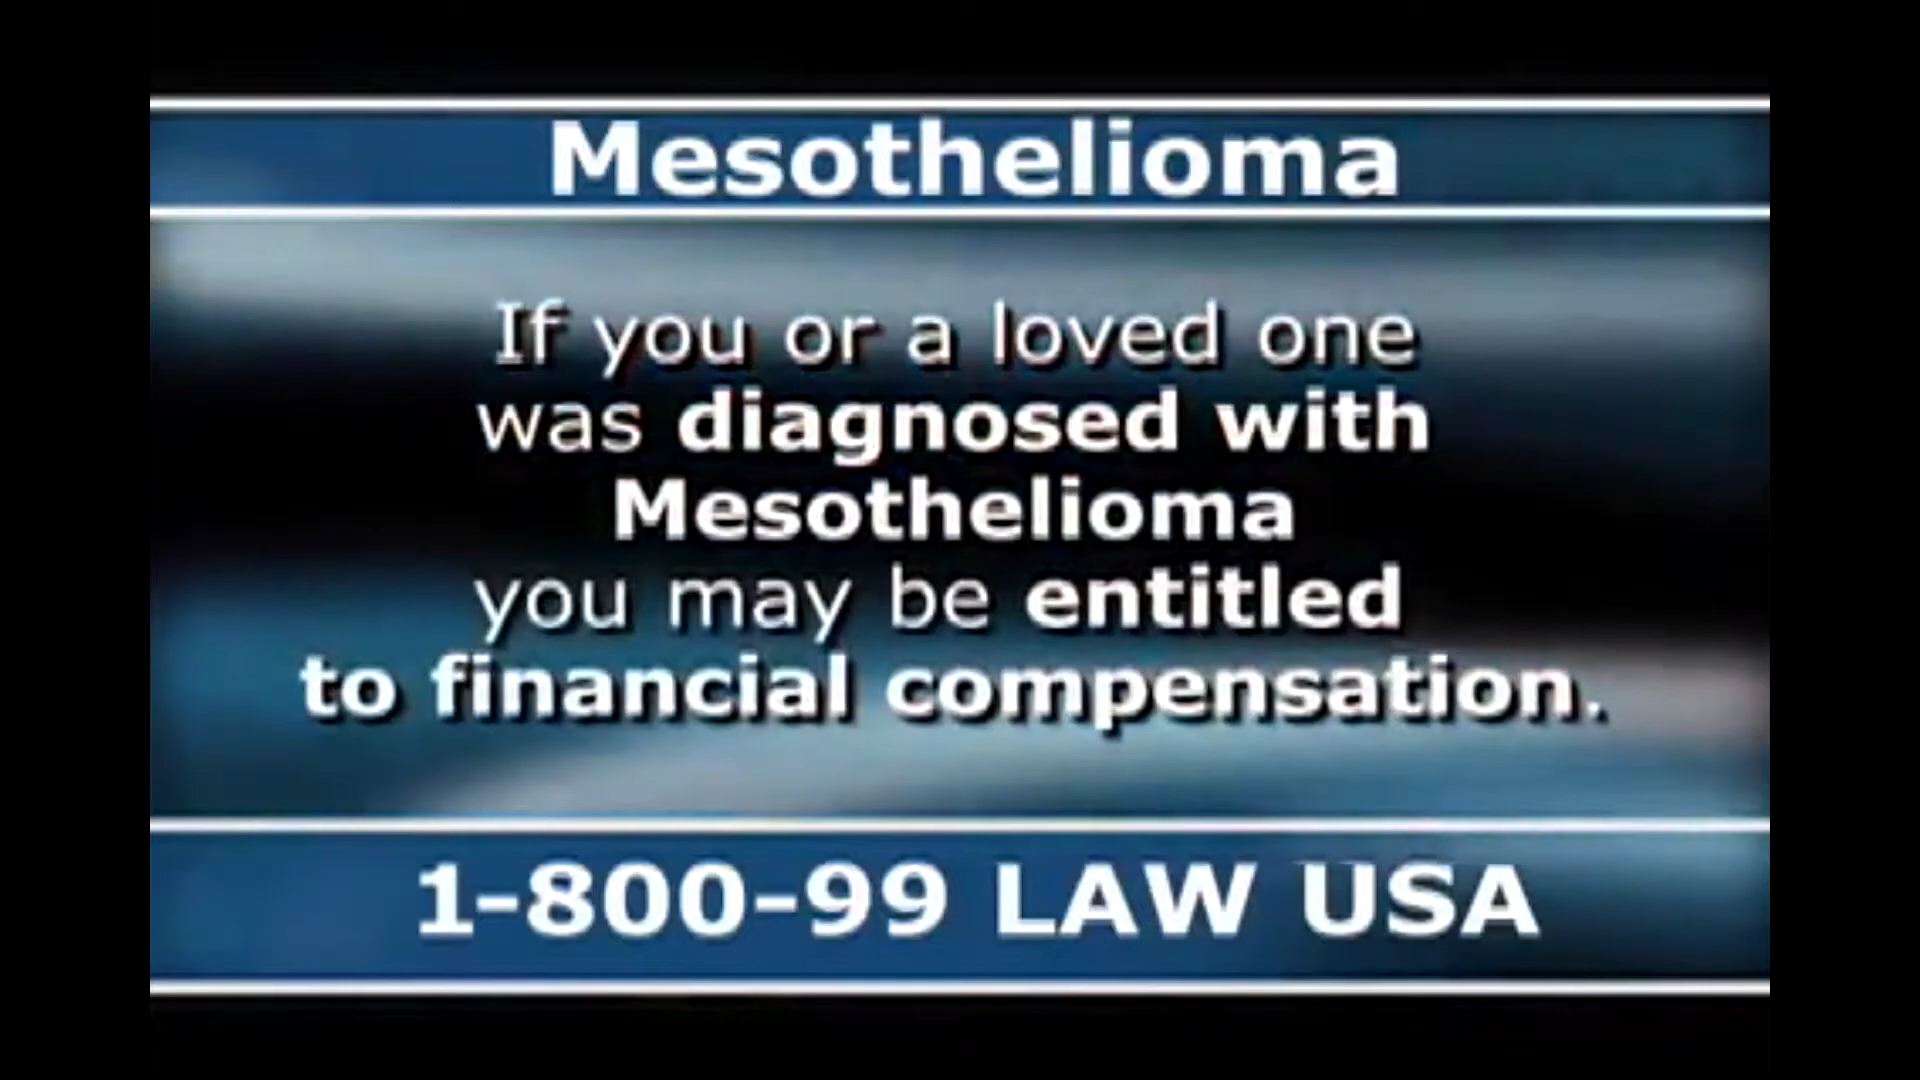 Mesothelioma
If you or a loved one
was diagnosed with
Mesothelioma
you may be entitled
to financial compensation.
1-800-99 LAW USA